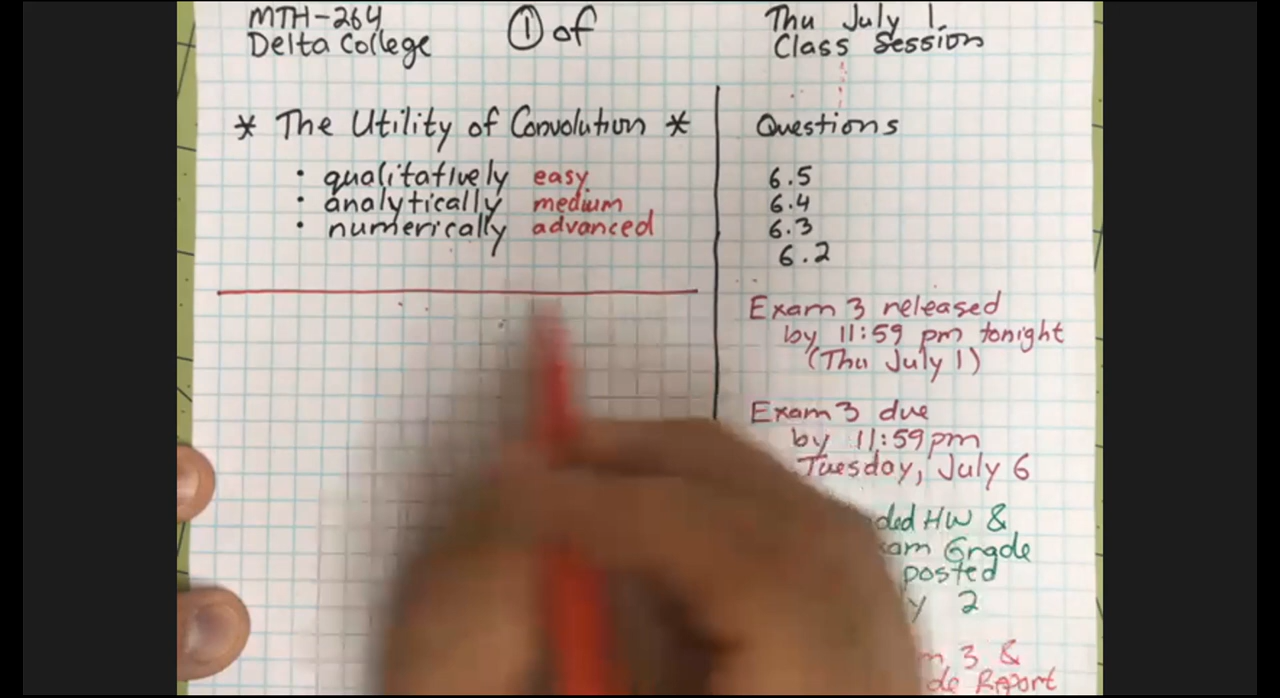 MTH-264
Delta College
① of
Thu July 1
Class Session
* The Utility of Convolution *
• qualitatively easy
• analytically medium
• numerically advanced
Questions
6.5
6.4
6.3
6.2
Exam 3 released
by 11:59 pm tonight
(Thu July 1)
Exam 3 due
by 11:59pm
Tuesday, July 6
HW &
Grade
posted
2
3 &
Report